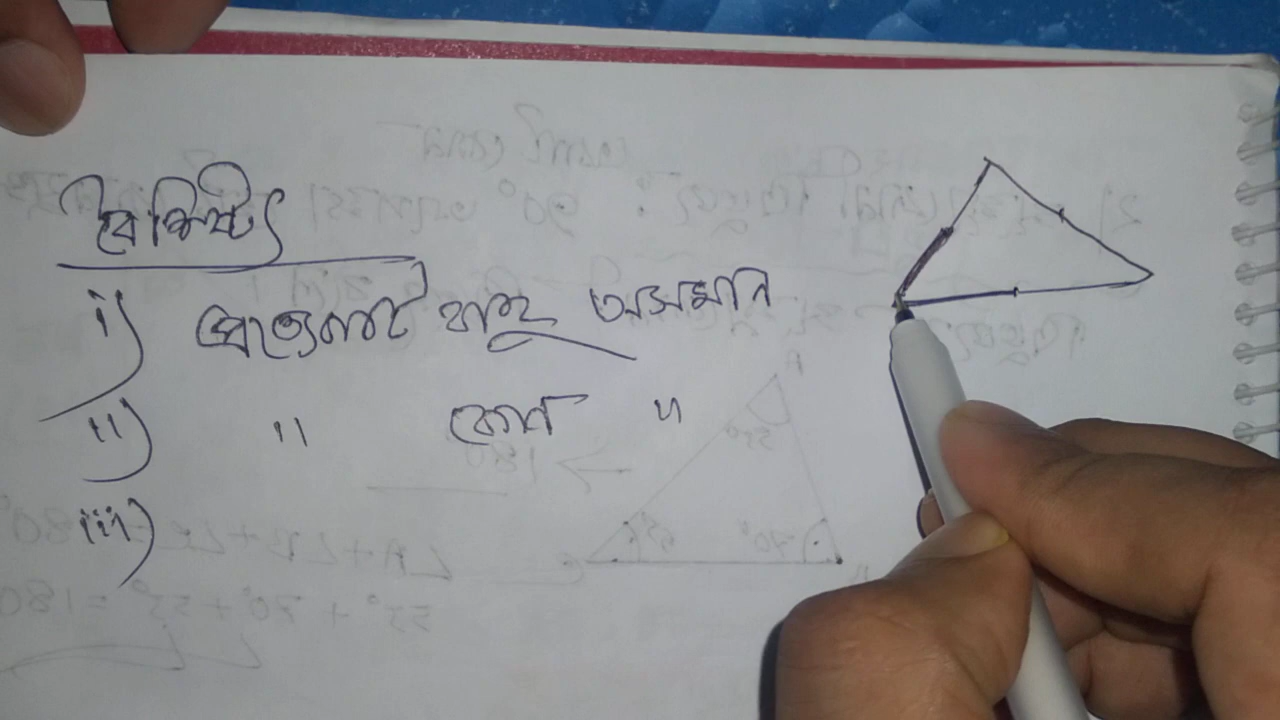 বৈশিষ্ট্য
i) প্রত্যেকটি বাহু অসমান
ii) " কোণ "
iii)